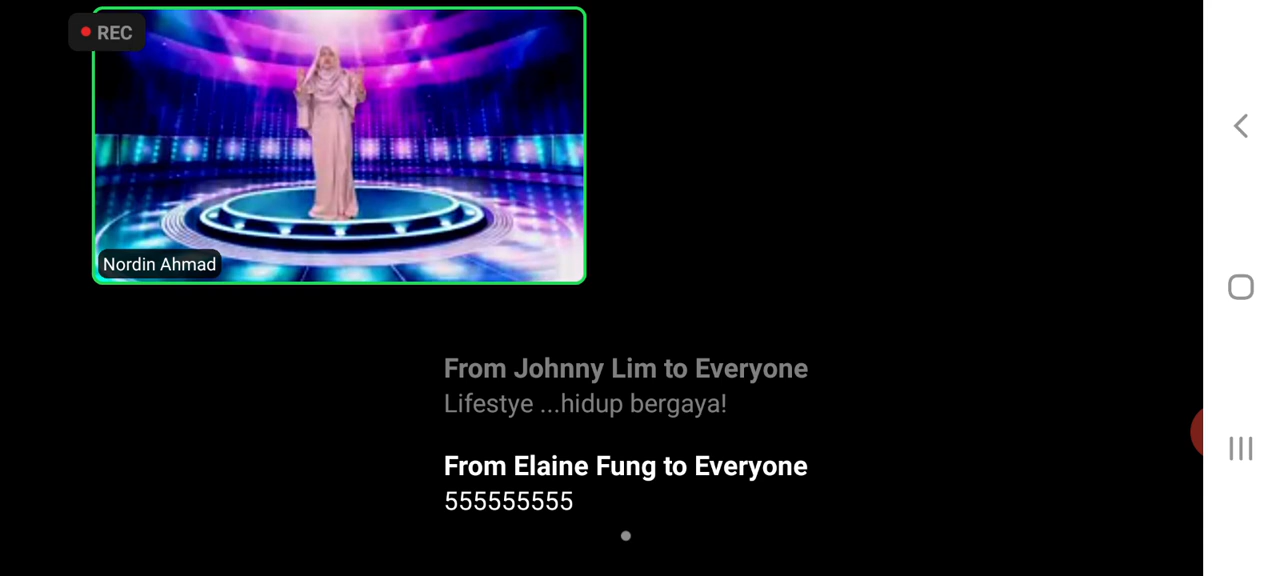 REC
Nordin Ahmad
From Johnny Lim to Everyone
Lifestye ...hidup bergaya!
From Elaine Fung to Everyone
555555555